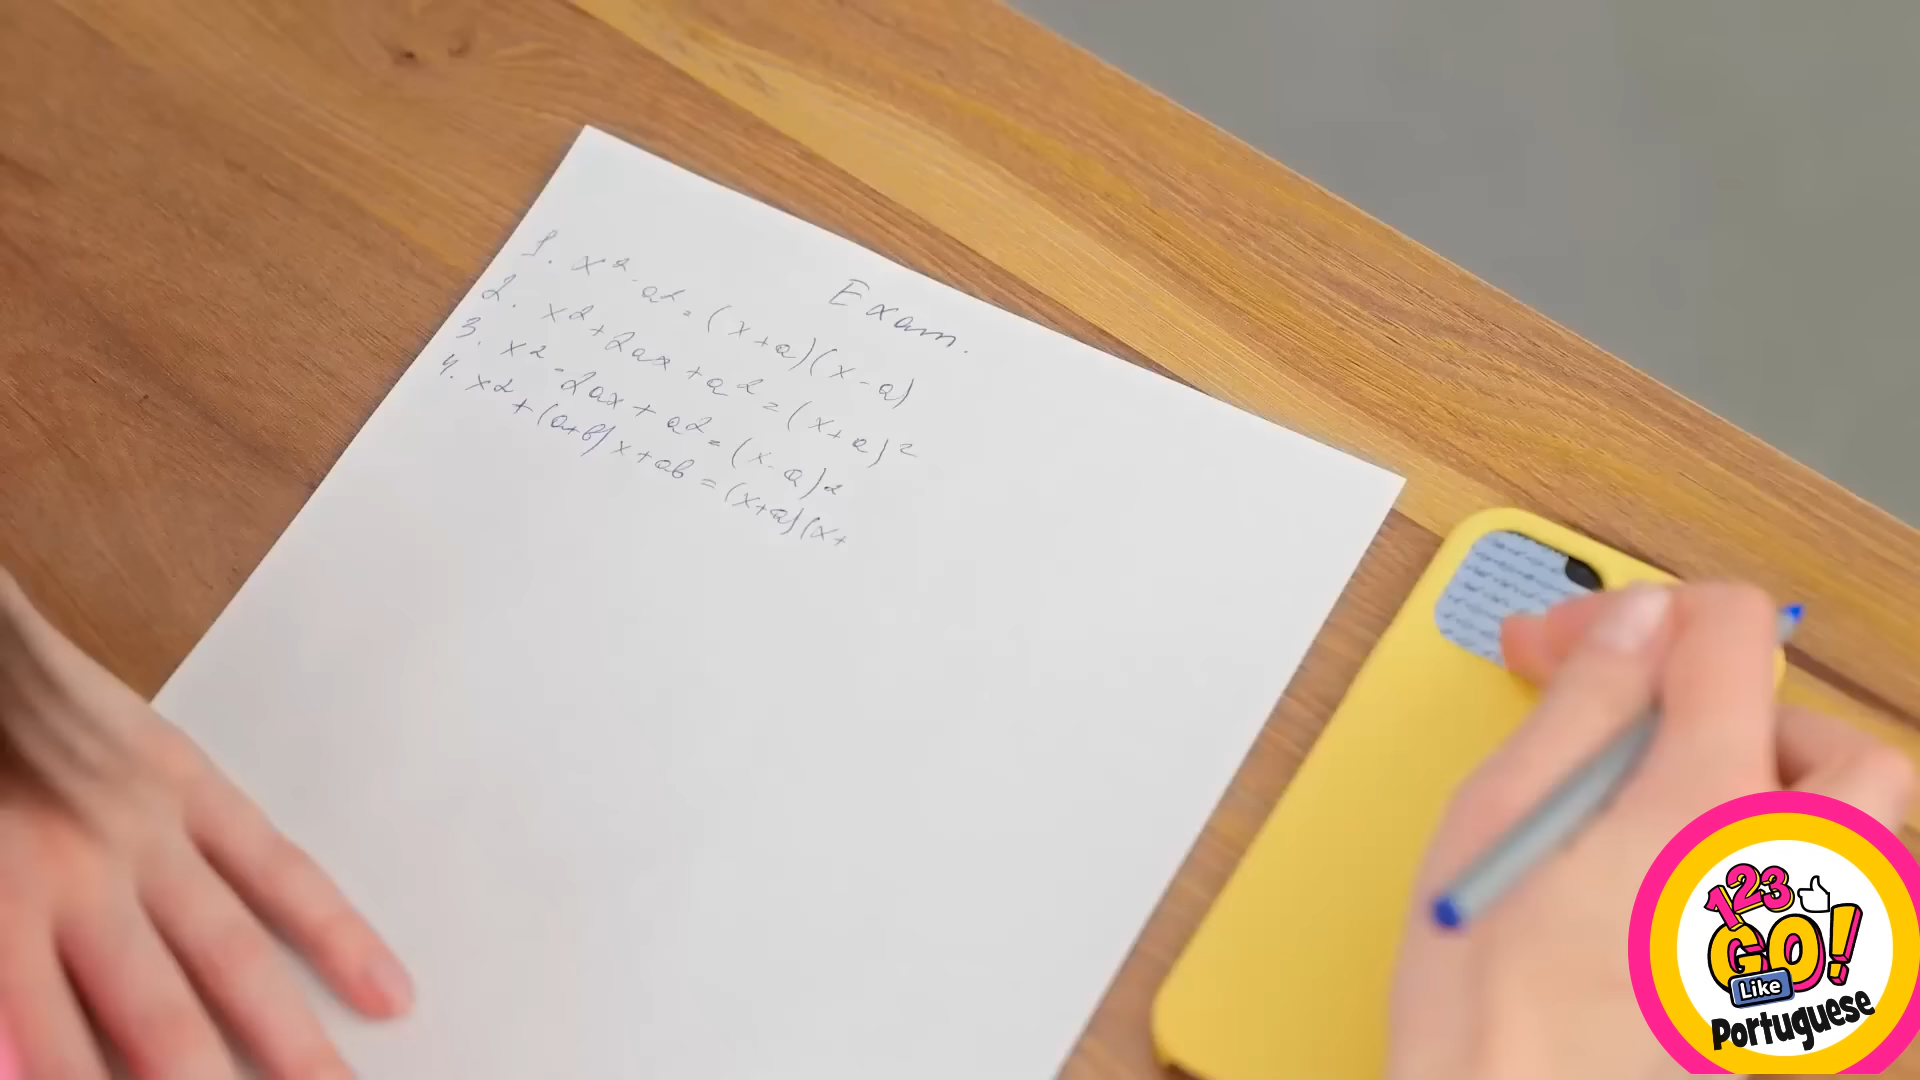 Exam.
1. x² - a² = (x+a)(x-a)
2. x² + 2ax + a² = (x+a)²
3. x² - 2ax + a² = (x-a)²
4. x² + (a+b)x + ab = (x+a)(x+
123
GO!
Like
Portuguese